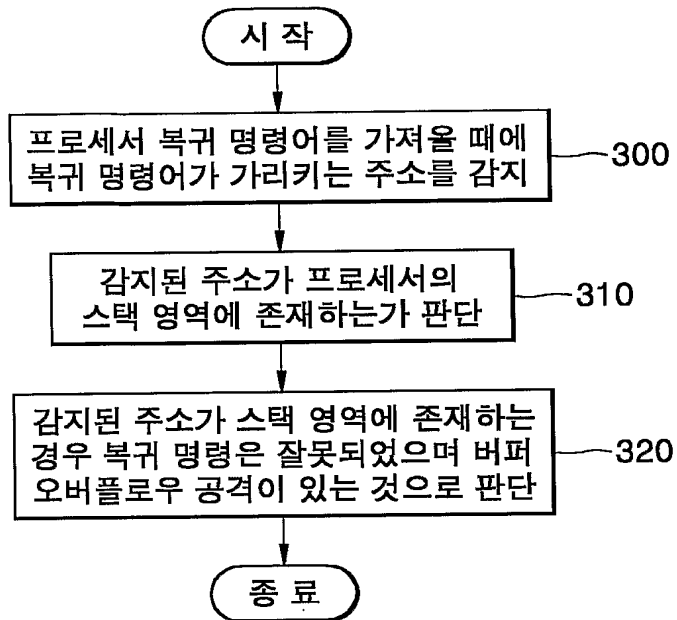 시 작
프로세서 복귀 명령어를 가져올 때에
복귀 명령어가 가리키는 주소를 감지
300
감지된 주소가 프로세서의
스택 영역에 존재하는가 판단
310
감지된 주소가 스택 영역에 존재하는
경우 복귀 명령은 잘못되었으며 버퍼
오버플로우 공격이 있는 것으로 판단
320
종 료